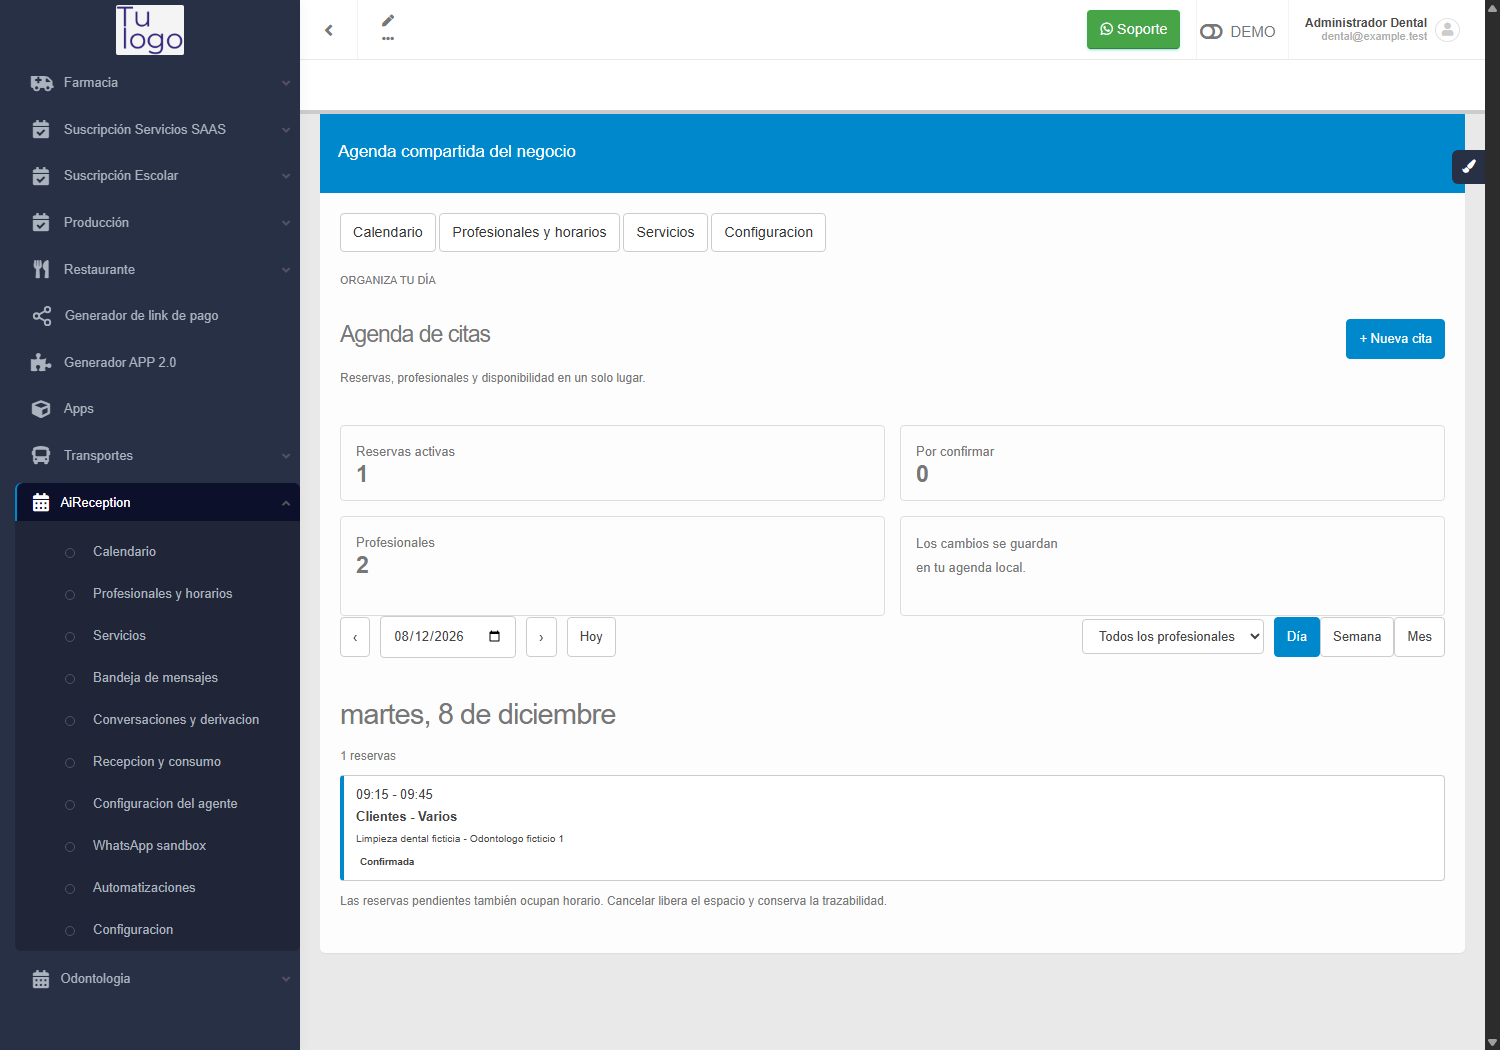 Tu
logo
Farmacia
Suscripción Servicios SAAS
Suscripción Escolar
Producción
Restaurante
Generador de link de pago
Generador APP 2.0
Apps
Transportes
AiReception
Calendario
Profesionales y horarios
Servicios
Bandeja de mensajes
Conversaciones y derivacion
Recepcion y consumo
Configuracion del agente
WhatsApp sandbox
Automatizaciones
Configuracion
Odontologia
Soporte
DEMO
Administrador Dental
dental@example.test
Agenda compartida del negocio
Calendario Profesionales y horarios Servicios Configuracion
ORGANIZA TU DÍA
Agenda de citas
+ Nueva cita
Reservas, profesionales y disponibilidad en un solo lugar.
Reservas activas
1
Por confirmar
0
Profesionales
2
Los cambios se guardan
en tu agenda local.
‹ 08/12/2026 › Hoy Todos los profesionales Día Semana Mes
martes, 8 de diciembre
1 reservas
09:15 - 09:45
Clientes - Varios
Limpieza dental ficticia - Odontologo ficticio 1
Confirmada
Las reservas pendientes también ocupan horario. Cancelar libera el espacio y conserva la trazabilidad.